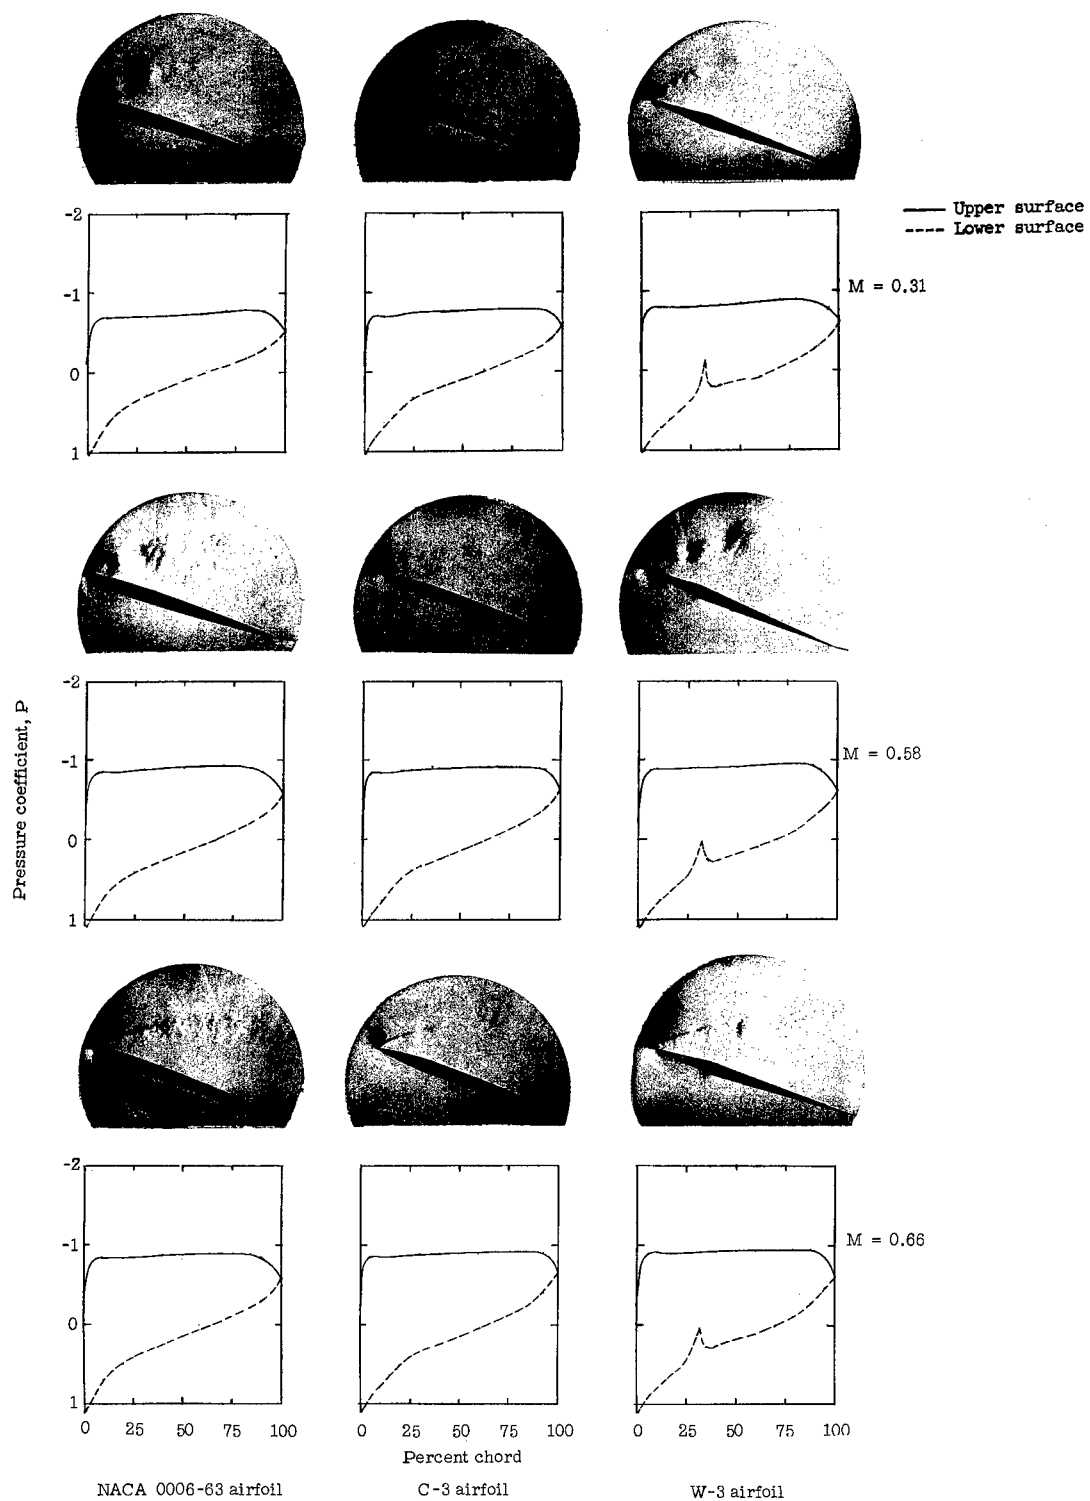 Upper surface
Lower surface
-2
-1
0
1
M = 0.31
Pressure coefficient, P
-2
-1
0
1
M = 0.58
-2
-1
0
1
M = 0.66
0 25 50 75 100
0 25 50 75 100
0 25 50 75 100
Percent chord
NACA 0006-63 airfoil
C-3 airfoil
W-3 airfoil